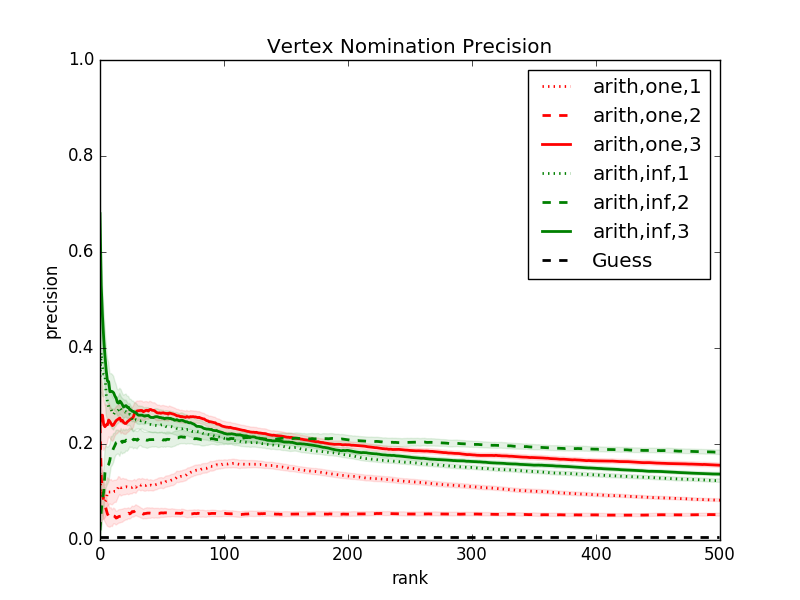 Vertex Nomination Precision
1.0
0.8
0.6
0.4
0.2
0.0
precision
arith,one,1
arith,one,2
arith,one,3
arith,inf,1
arith,inf,2
arith,inf,3
Guess
0 100 200 300 400 500
rank